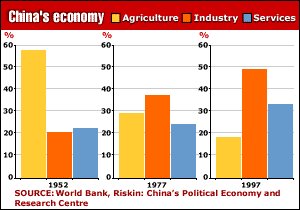 China's economy Agriculture Industry Services
% % %
60 60 60
50 50 50
40 40 40
30 30 30
20 20 20
10 10 10
0 0 0
1952 1977 1997
SOURCE: World Bank, Riskin: China's Political Economy and
Research Centre